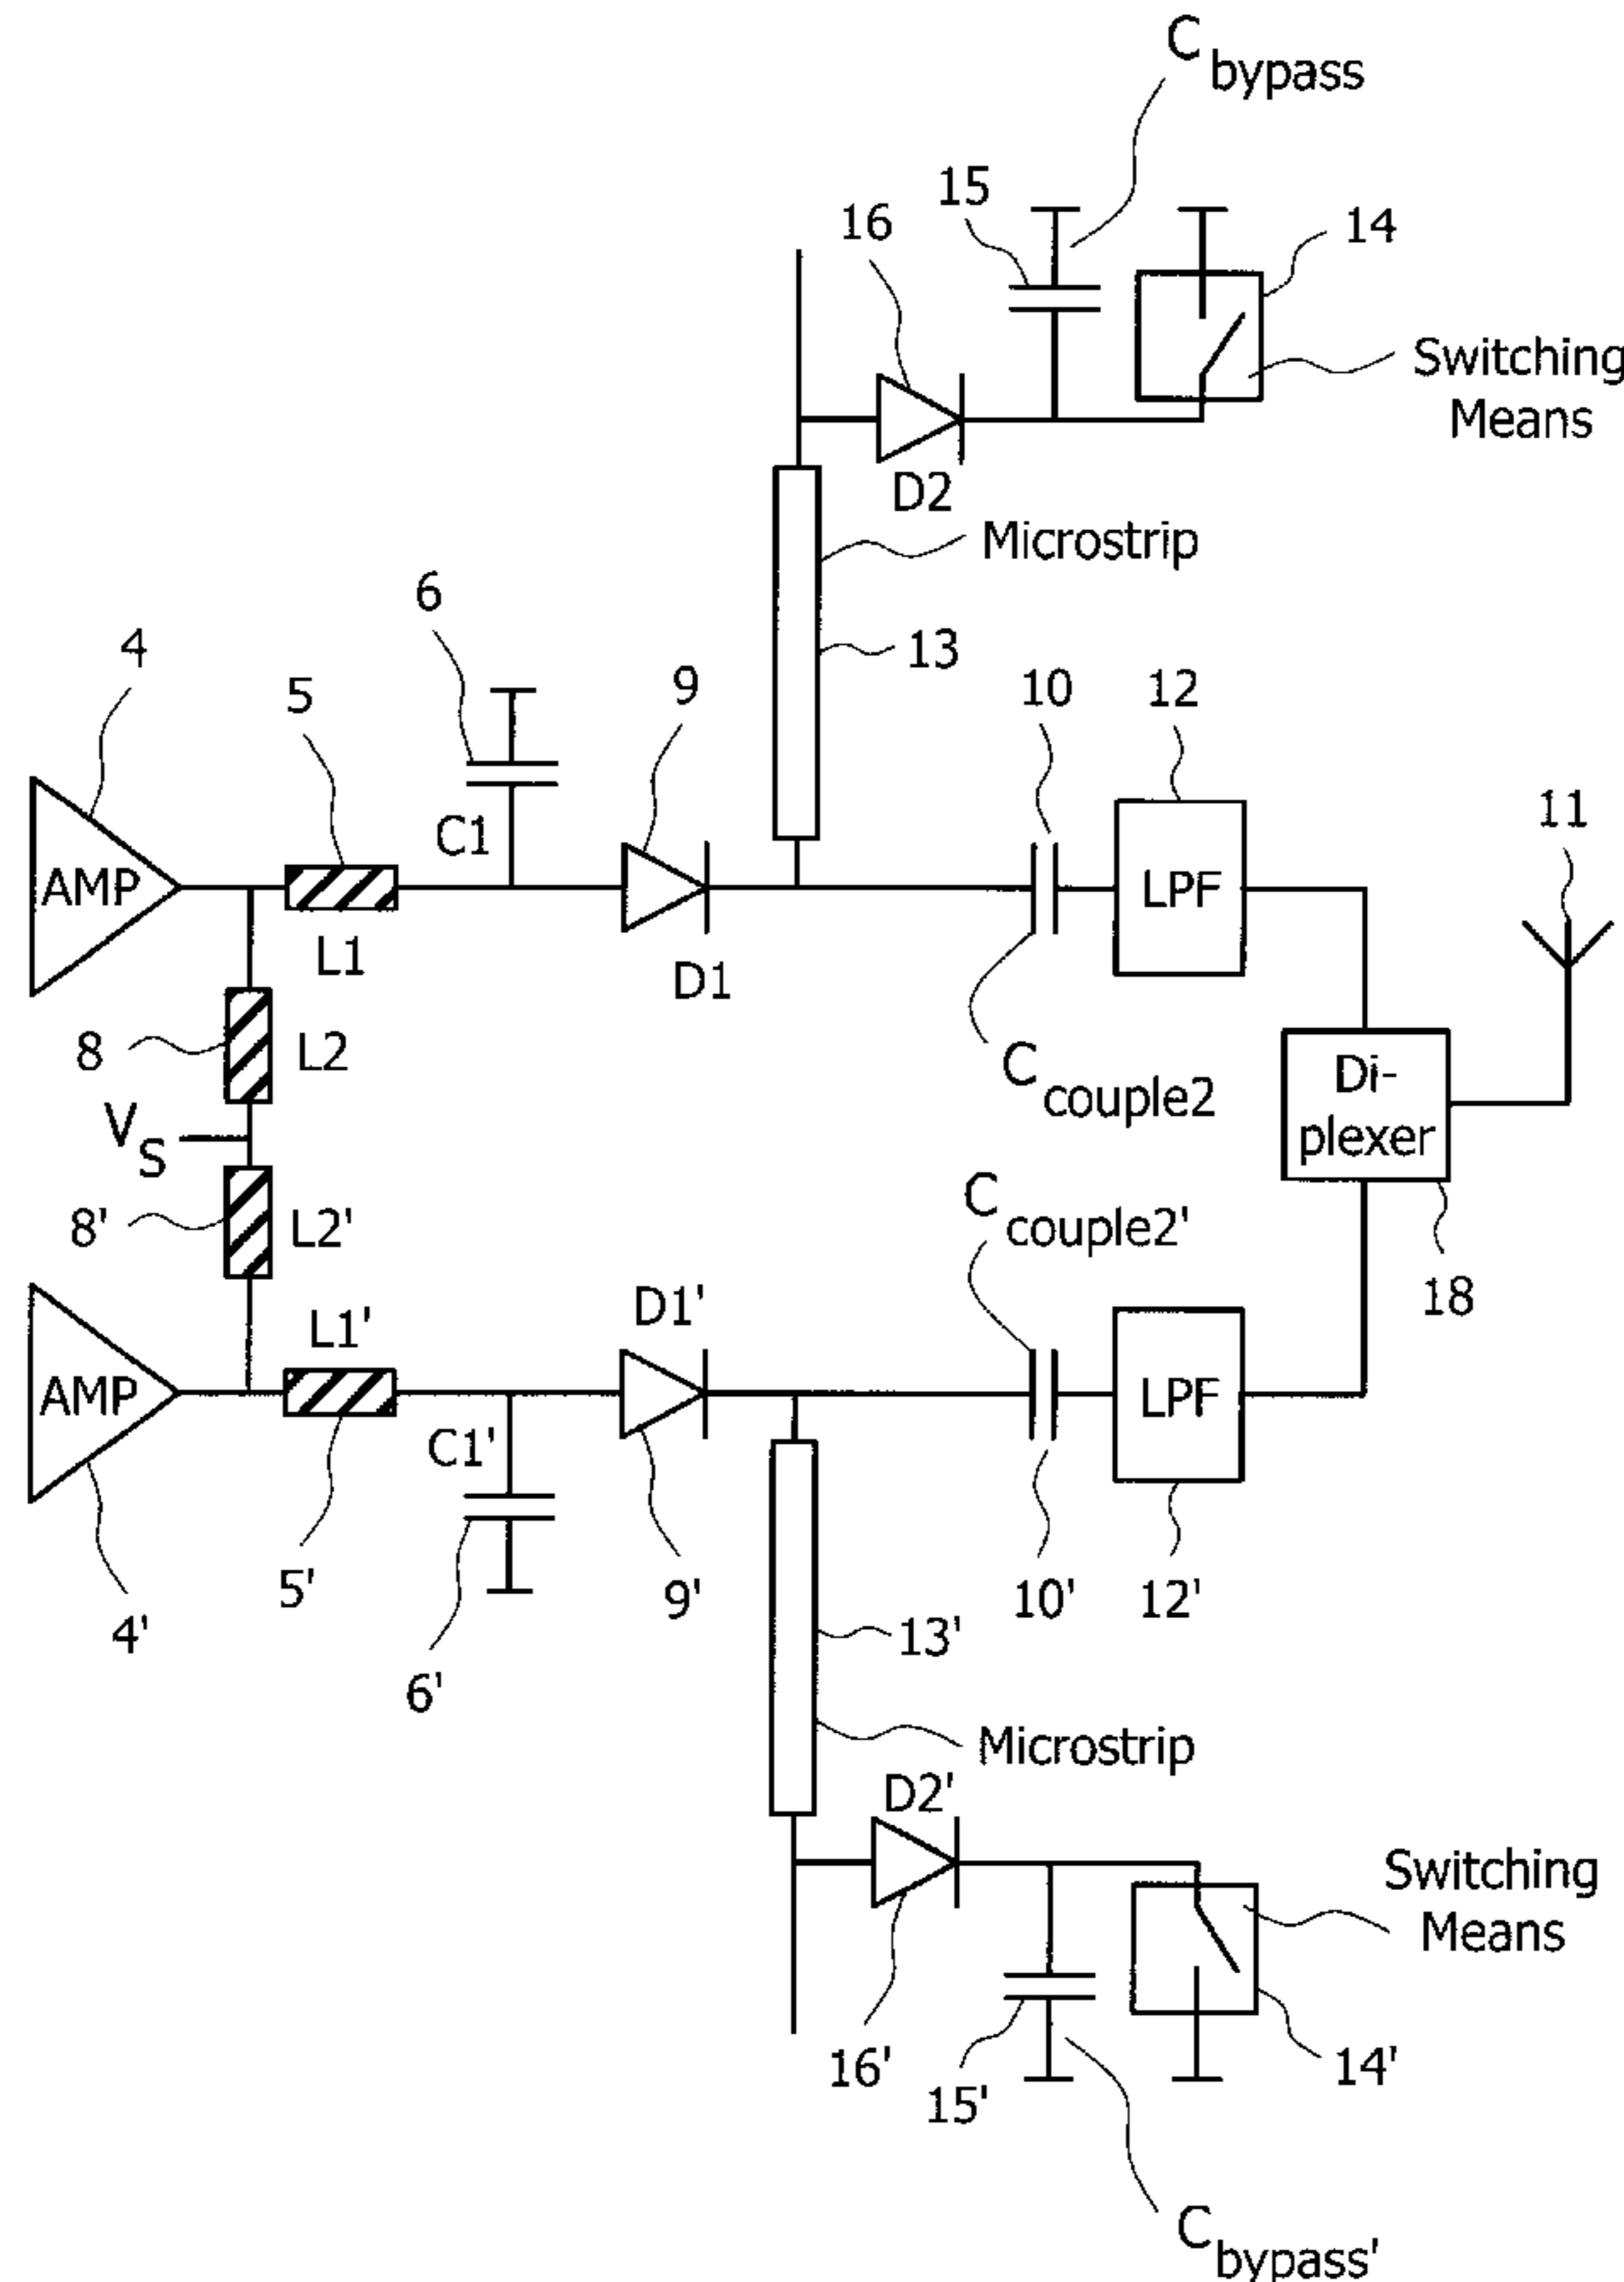 C bypass
15
16
14
Switching
Means
D2
Microstrip
6
4
13
5
9
10
12
11
C1
AMP
LPF
L1
D1
8
L2
C couple2
Di-
plexer
VS
C couple2'
8'
L2'
18
D1'
L1'
AMP
LPF
C1'
5'
9'
10'
12'
4'
13'
6'
Microstrip
D2'
Switching
Means
16'
15'
14'
C bypass'